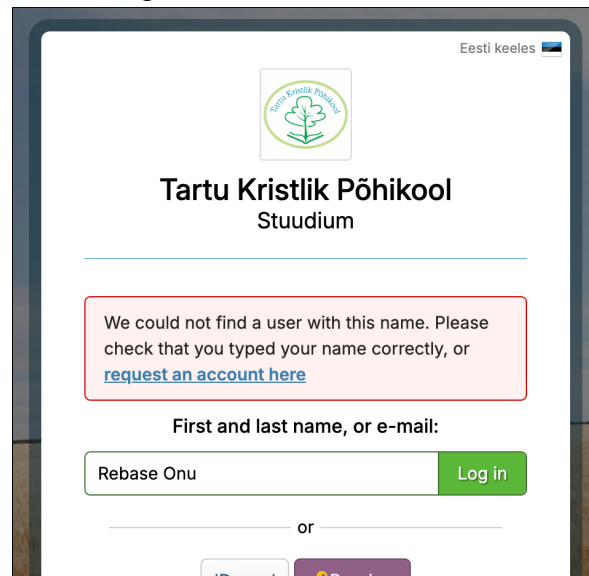 Eesti keeles
Tartu Kristlik Põhikool
Tartu Kristlik Põhikool
Stuudium
We could not find a user with this name. Please
check that you typed your name correctly, or
request an account here
First and last name, or e-mail:
Rebase Onu
Log in
or